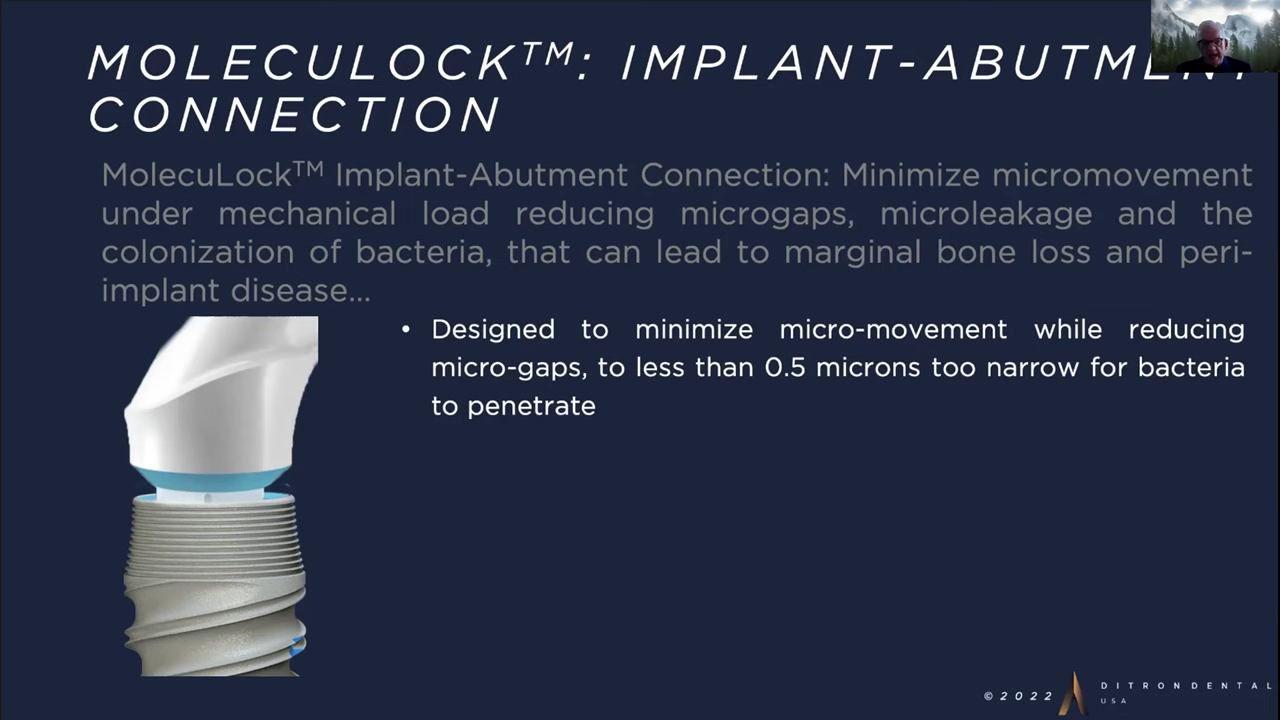 MOLECULOCK™: IMPLANT-ABUTMENT
CONNECTION
MolecuLock™ Implant-Abutment Connection: Minimize micromovement
under mechanical load reducing microgaps, microleakage and the
colonization of bacteria, that can lead to marginal bone loss and peri-
implant disease...
• Designed to minimize micro-movement while reducing
micro-gaps, to less than 0.5 microns too narrow for bacteria
to penetrate
©2022
DITRONDENTAL
USA